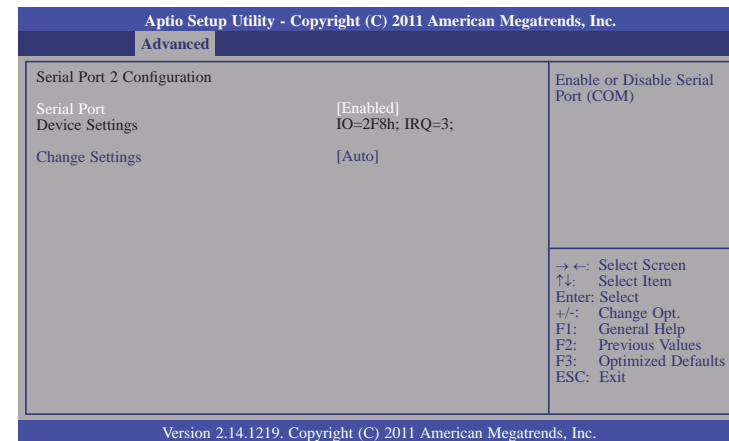 Aptio Setup Utility - Copyright (C) 2011 American Megatrends, Inc.
Advanced
Serial Port 2 Configuration
Serial Port [Enabled]
Device Settings IO=2F8h; IRQ=3;
Change Settings [Auto]
Enable or Disable Serial
Port (COM)
→ ←: Select Screen
↑↓: Select Item
Enter: Select
+/-: Change Opt.
F1: General Help
F2: Previous Values
F3: Optimized Defaults
ESC: Exit
Version 2.14.1219. Copyright (C) 2011 American Megatrends, Inc.